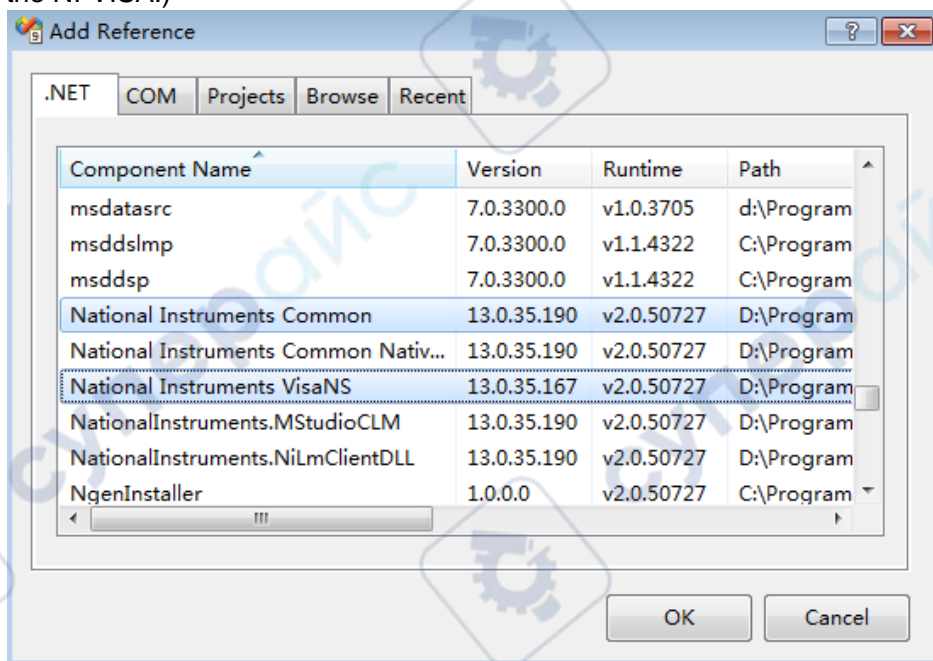 Add Reference
.NET COM Projects Browse Recent
Component Name Version Runtime Path
msdatasrc 7.0.3300.0 v1.0.3705 d:\Program
msddslmp 7.0.3300.0 v1.1.4322 C:\Program
msddsp 7.0.3300.0 v1.1.4322 C:\Program
National Instruments Common 13.0.35.190 v2.0.50727 D:\Program
National Instruments Common Nativ... 13.0.35.190 v2.0.50727 D:\Program
National Instruments VisaNS 13.0.35.167 v2.0.50727 D:\Program
NationalInstruments.MStudioCLM 13.0.35.190 v2.0.50727 D:\Program
NationalInstruments.NiLmClientDLL 13.0.35.190 v2.0.50727 D:\Program
NgenInstaller 1.0.0.0 v2.0.50727 C:\Program
OK Cancel
суперайс